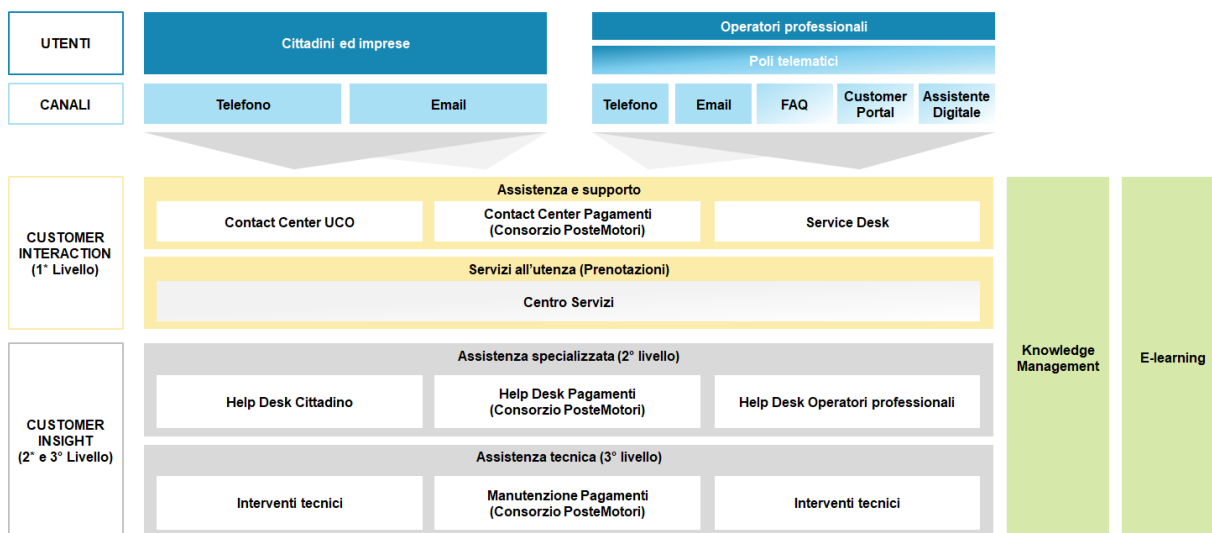 UTENTI
Cittadini ed imprese
Operatori professionali
Poli telematici
CANALI
Telefono
Email
Telefono
Email
FAQ
Customer
Portal
Assistente
Digitale
CUSTOMER
INTERACTION
(1° Livello)
Assistenza e supporto
Contact Center UCO
Contact Center Pagamenti
(Consorzio PosteMotori)
Service Desk
Servizi all'utenza (Prenotazioni)
Centro Servizi
CUSTOMER
INSIGHT
(2° e 3° Livello)
Assistenza specializzata (2° livello)
Help Desk Cittadino
Help Desk Pagamenti
(Consorzio PosteMotori)
Help Desk Operatori professionali
Assistenza tecnica (3° livello)
Interventi tecnici
Manutenzione Pagamenti
(Consorzio PosteMotori)
Interventi tecnici
Knowledge
Management
E-learning